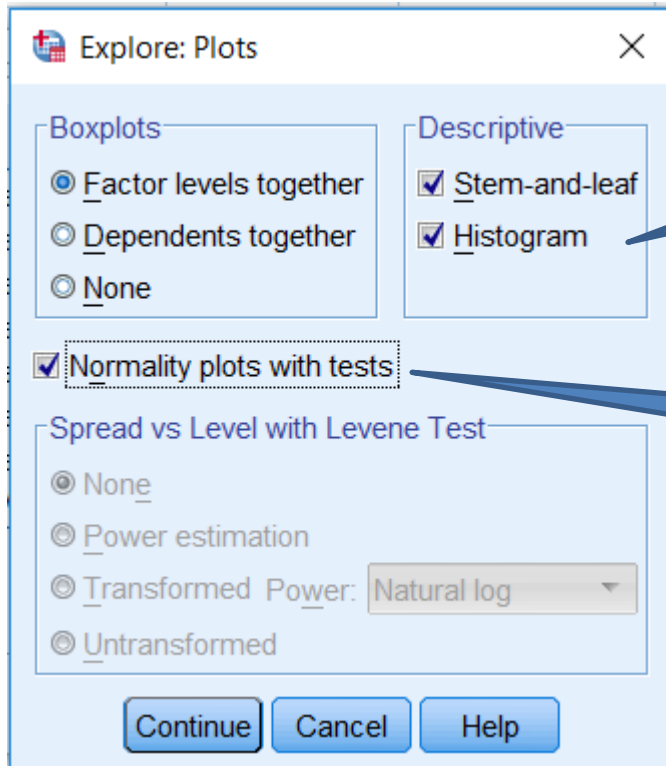 Explore: Plots
Boxplots
Factor levels together
Dependents together
None
Descriptive
Stem-and-leaf
Histogram
Normality plots with tests
Spread vs Level with Levene Test
None
Power estimation
Transformed Power: Natural log
Untransformed
Continue Cancel Help